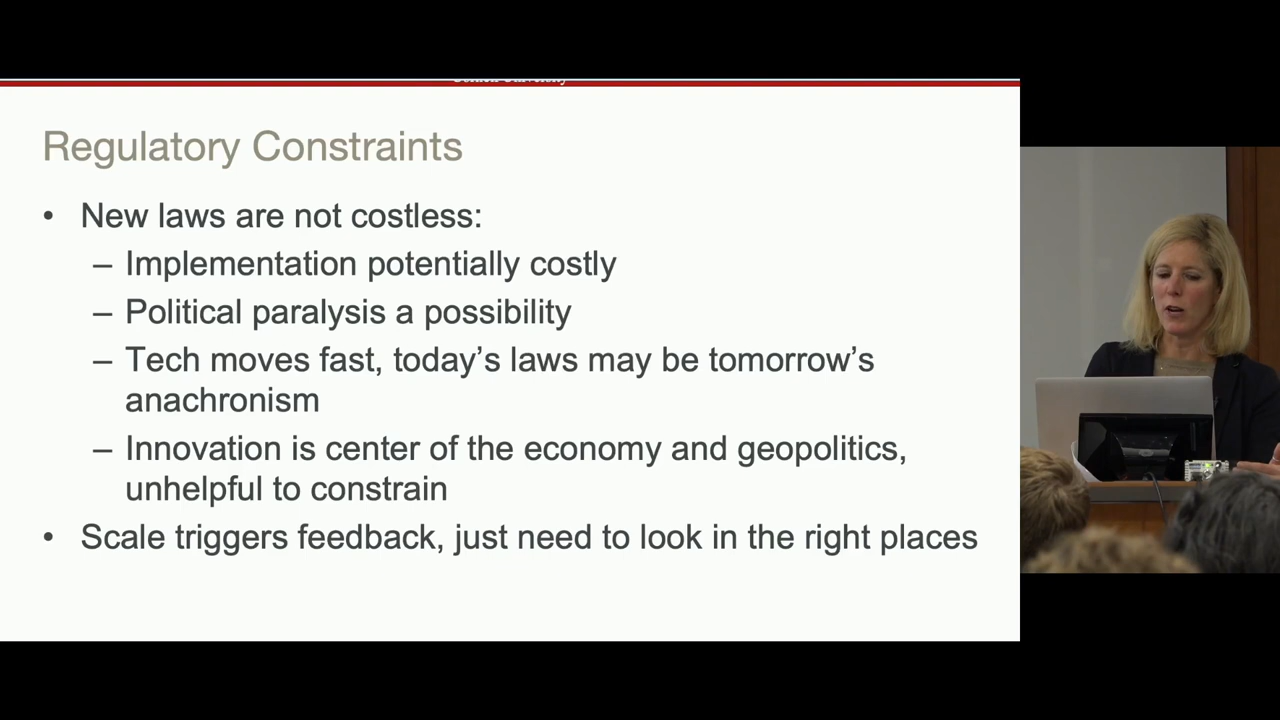 Regulatory Constraints
• New laws are not costless:
– Implementation potentially costly
– Political paralysis a possibility
– Tech moves fast, today's laws may be tomorrow's
anachronism
– Innovation is center of the economy and geopolitics,
unhelpful to constrain
• Scale triggers feedback, just need to look in the right places